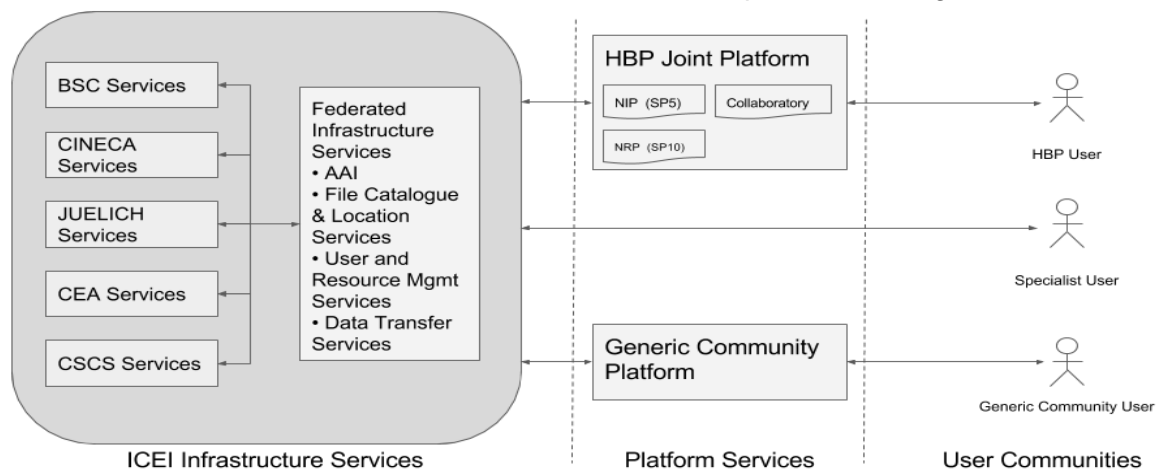 BSC Services
CINECA
Services
JUELICH
Services
CEA Services
CSCS Services
Federated
Infrastructure
Services
• AAI
• File Catalogue
& Location
Services
• User and
Resource Mgmt
Services
• Data Transfer
Services
HBP Joint Platform
NIP (SP5)
Collaboratory
NRP (SP10)
Generic Community
Platform
HBP User
Specialist User
Generic Community User
ICEI Infrastructure Services
Platform Services
User Communities